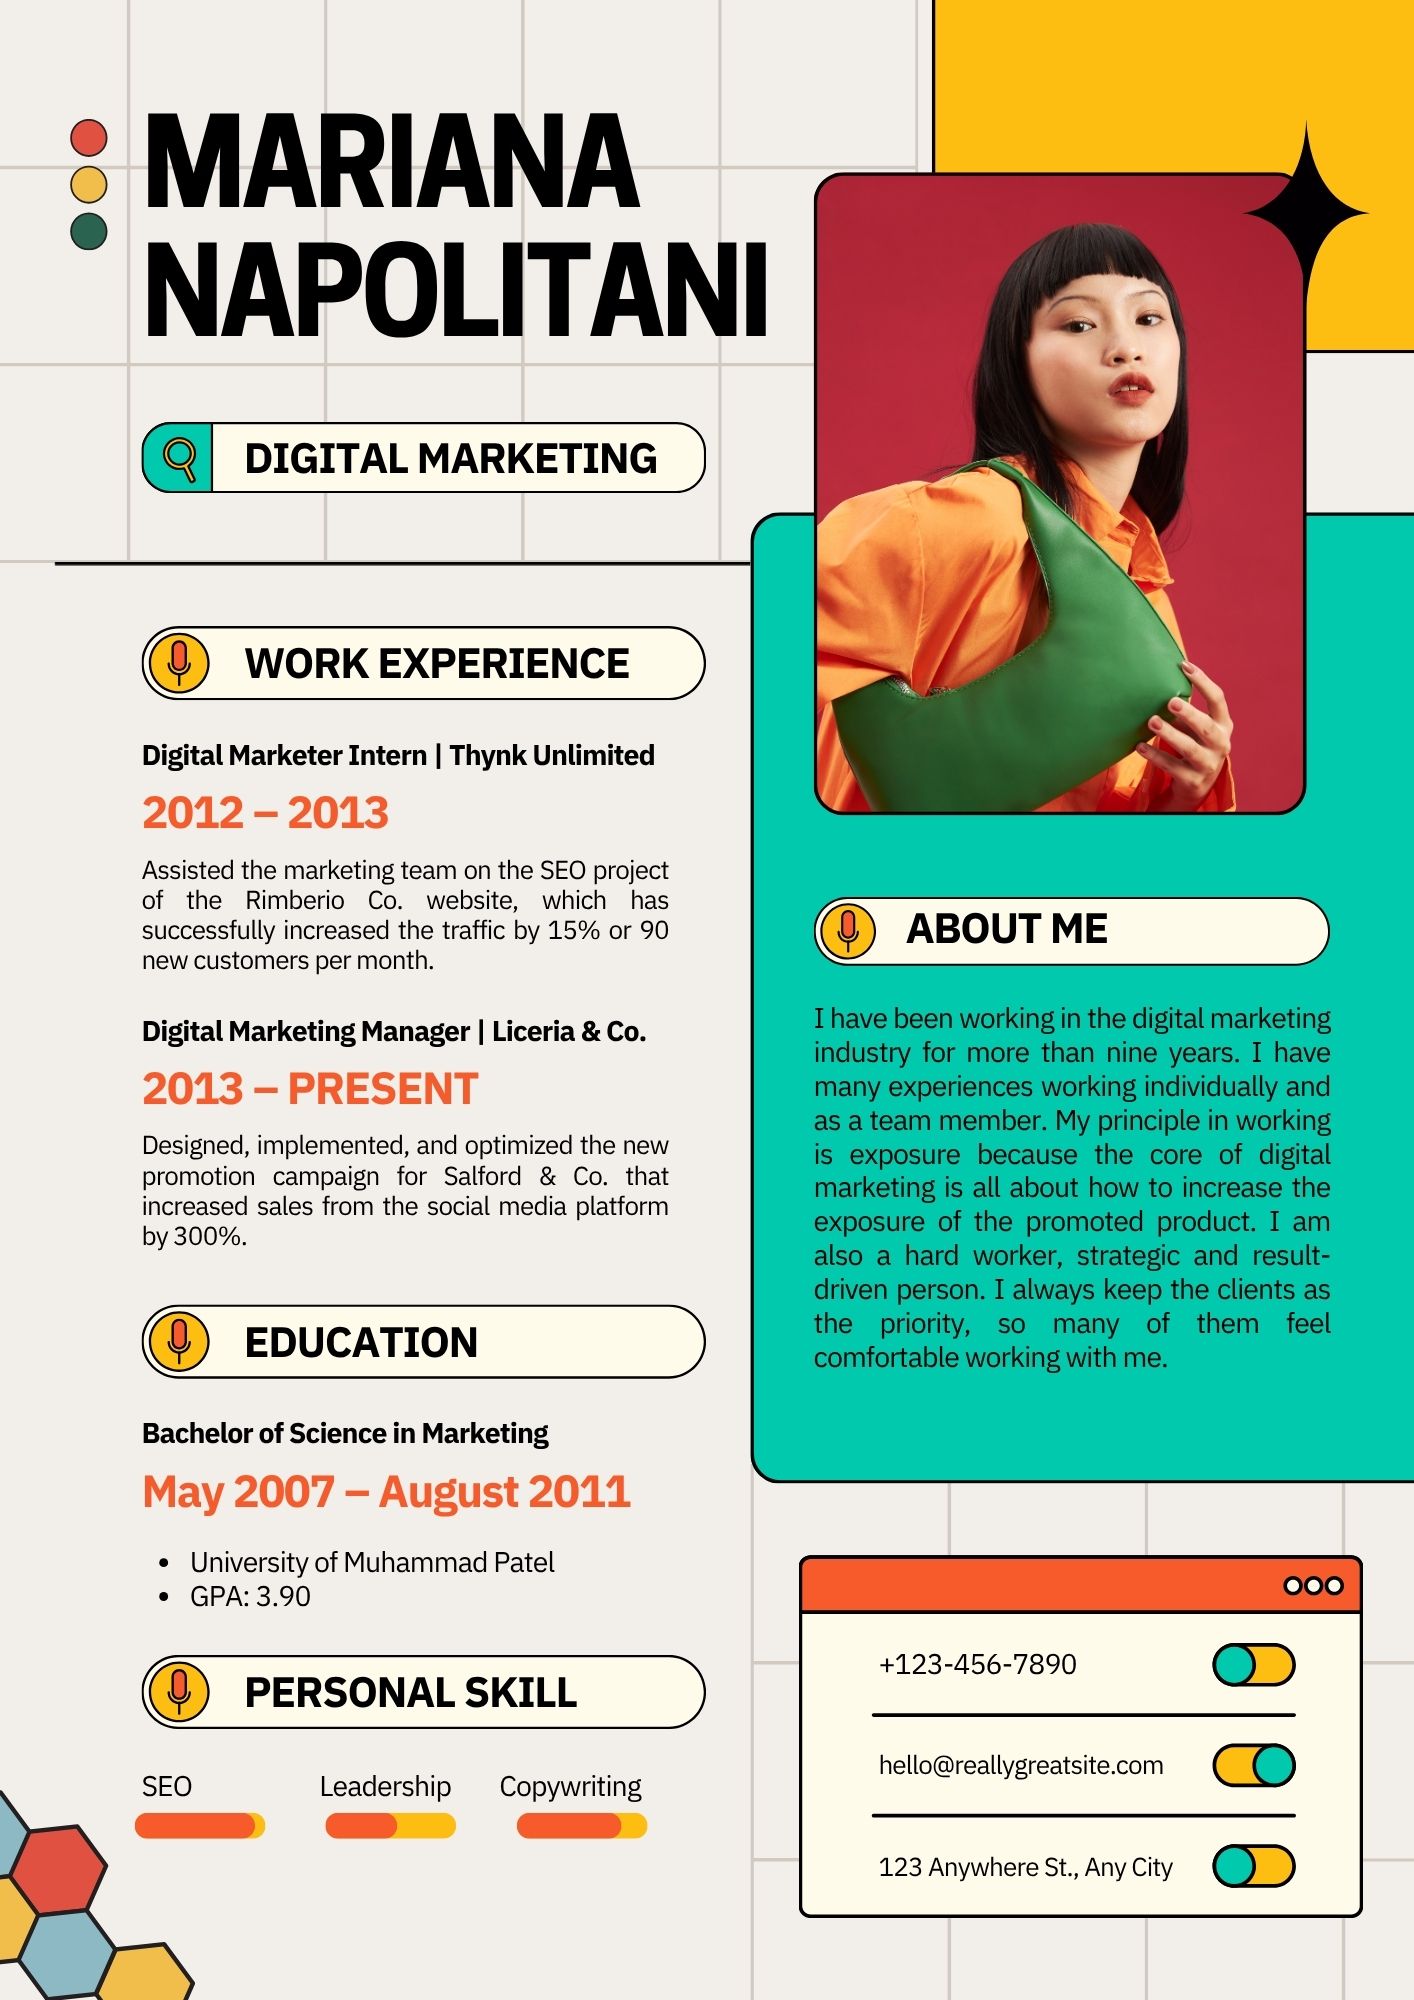 MARIANA
NAPOLITANI
DIGITAL MARKETING
WORK EXPERIENCE
Digital Marketer Intern | Thynk Unlimited
2012 – 2013
Assisted the marketing team on the SEO project
of the Rimberio Co. website, which has
successfully increased the traffic by 15% or 90
new customers per month.
Digital Marketing Manager | Liceria & Co.
2013 – PRESENT
Designed, implemented, and optimized the new
promotion campaign for Salford & Co. that
increased sales from the social media platform
by 300%.
EDUCATION
Bachelor of Science in Marketing
May 2007 – August 2011
• University of Muhammad Patel
• GPA: 3.90
PERSONAL SKILL
SEO Leadership Copywriting
ABOUT ME
I have been working in the digital marketing
industry for more than nine years. I have
many experiences working individually and
as a team member. My principle in working
is exposure because the core of digital
marketing is all about how to increase the
exposure of the promoted product. I am
also a hard worker, strategic and result-
driven person. I always keep the clients as
the priority, so many of them feel
comfortable working with me.
+123-456-7890
hello@reallygreatsite.com
123 Anywhere St., Any City